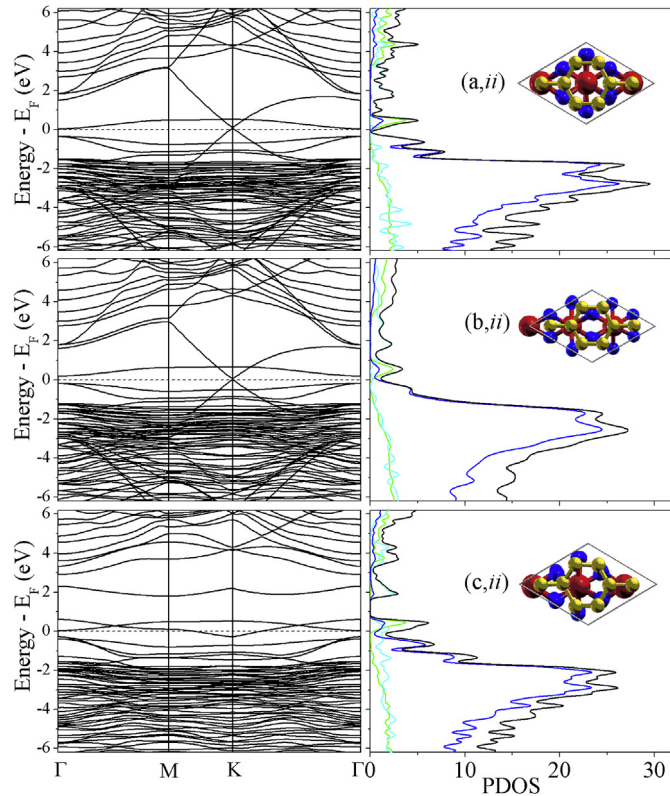 6
4
2
0
-2
-4
-6
Energy - E_F (eV)
(a,ii)
6
4
2
0
-2
-4
-6
Energy - E_F (eV)
(b,ii)
6
4
2
0
-2
-4
-6
Energy - E_F (eV)
(c,ii)
Γ M K Γ 0 10 20 30
PDOS